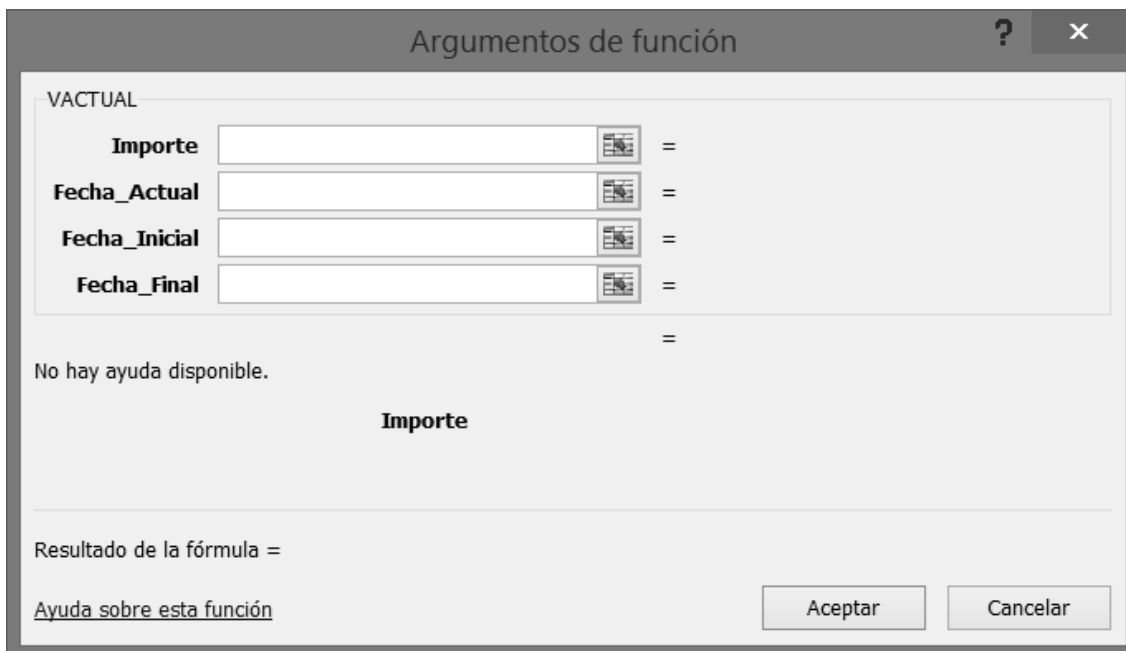 Argumentos de función
VACTUAL
Importe =
Fecha_Actual =
Fecha_Inicial =
Fecha_Final =
=
No hay ayuda disponible.
Importe
Resultado de la fórmula =
Ayuda sobre esta función
Aceptar Cancelar